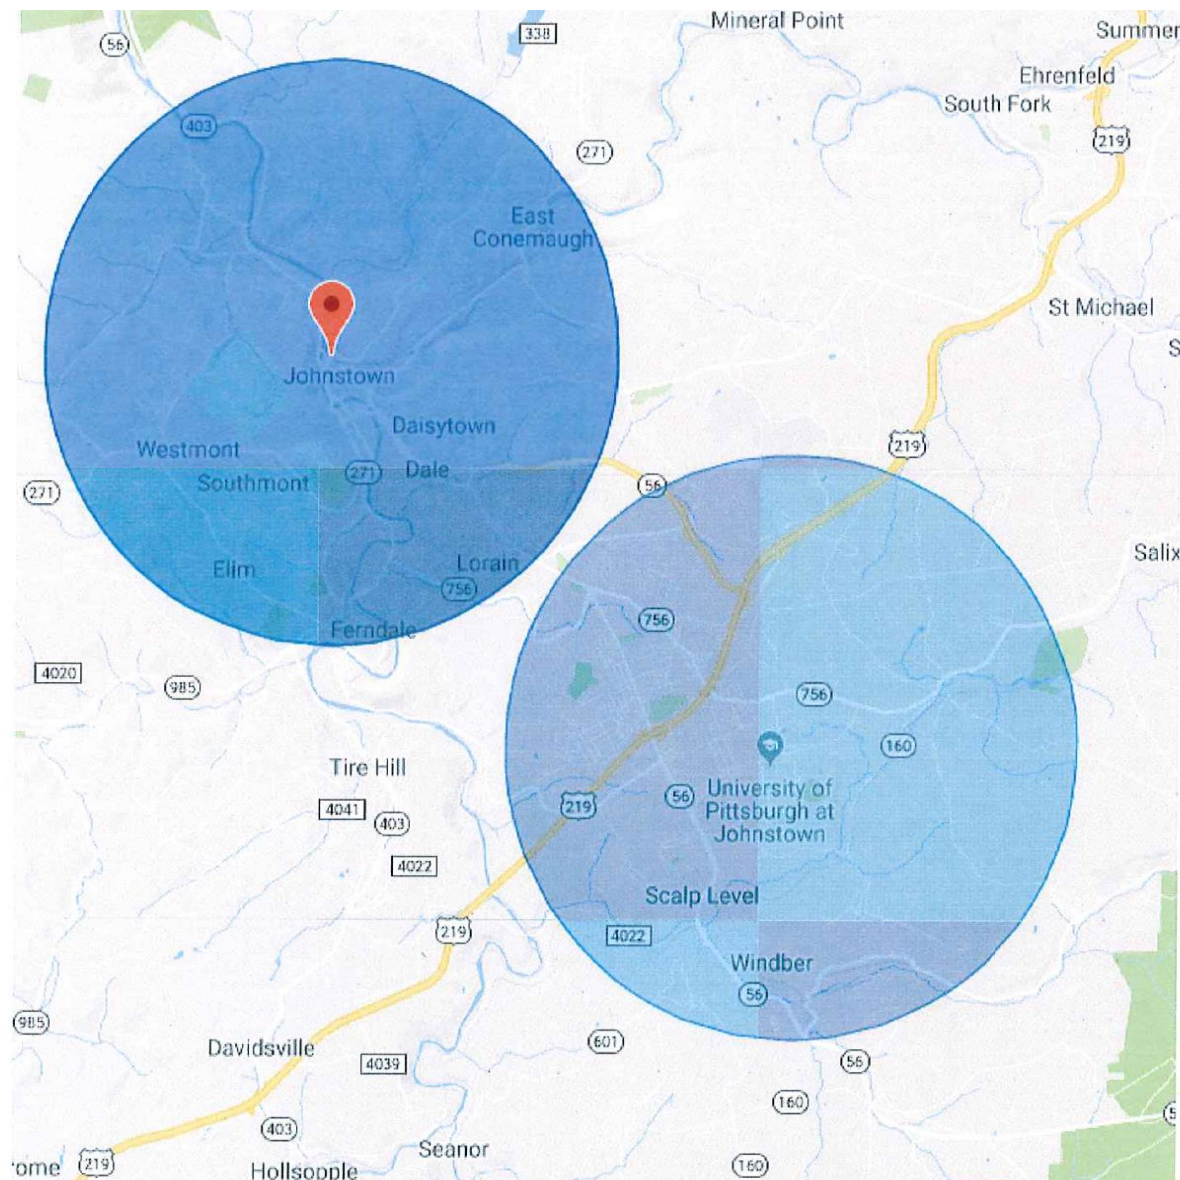 Mineral Point
56
338
Summer
Ehrenfeld
South Fork
403
219
271
East
Conemaugh
St Michael
S
Johnstown
Daisytown
Westmont
219
271
Dale
Southmont
271
56
Salix
Elim
Lorain
756
756
Ferndale
4020
985
756
160
Tire Hill
University of
Pittsburgh at
Johnstown
56
219
4041
403
4022
Scalp Level
219
4022
Windber
56
985
Davidsville
4039
601
56
160
5
403
Seanor
ome
219
Hollsopple
160